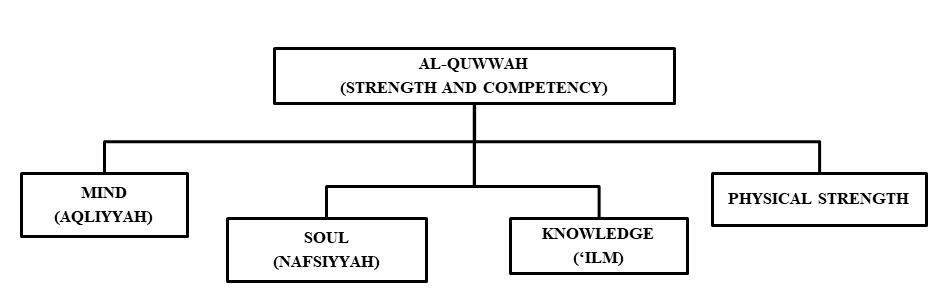 AL-QUWWAH
(STRENGTH AND COMPETENCY)
MIND
(AQLIYYAH)
SOUL
(NAFSIYYAH)
KNOWLEDGE
(‘ILM)
PHYSICAL STRENGTH